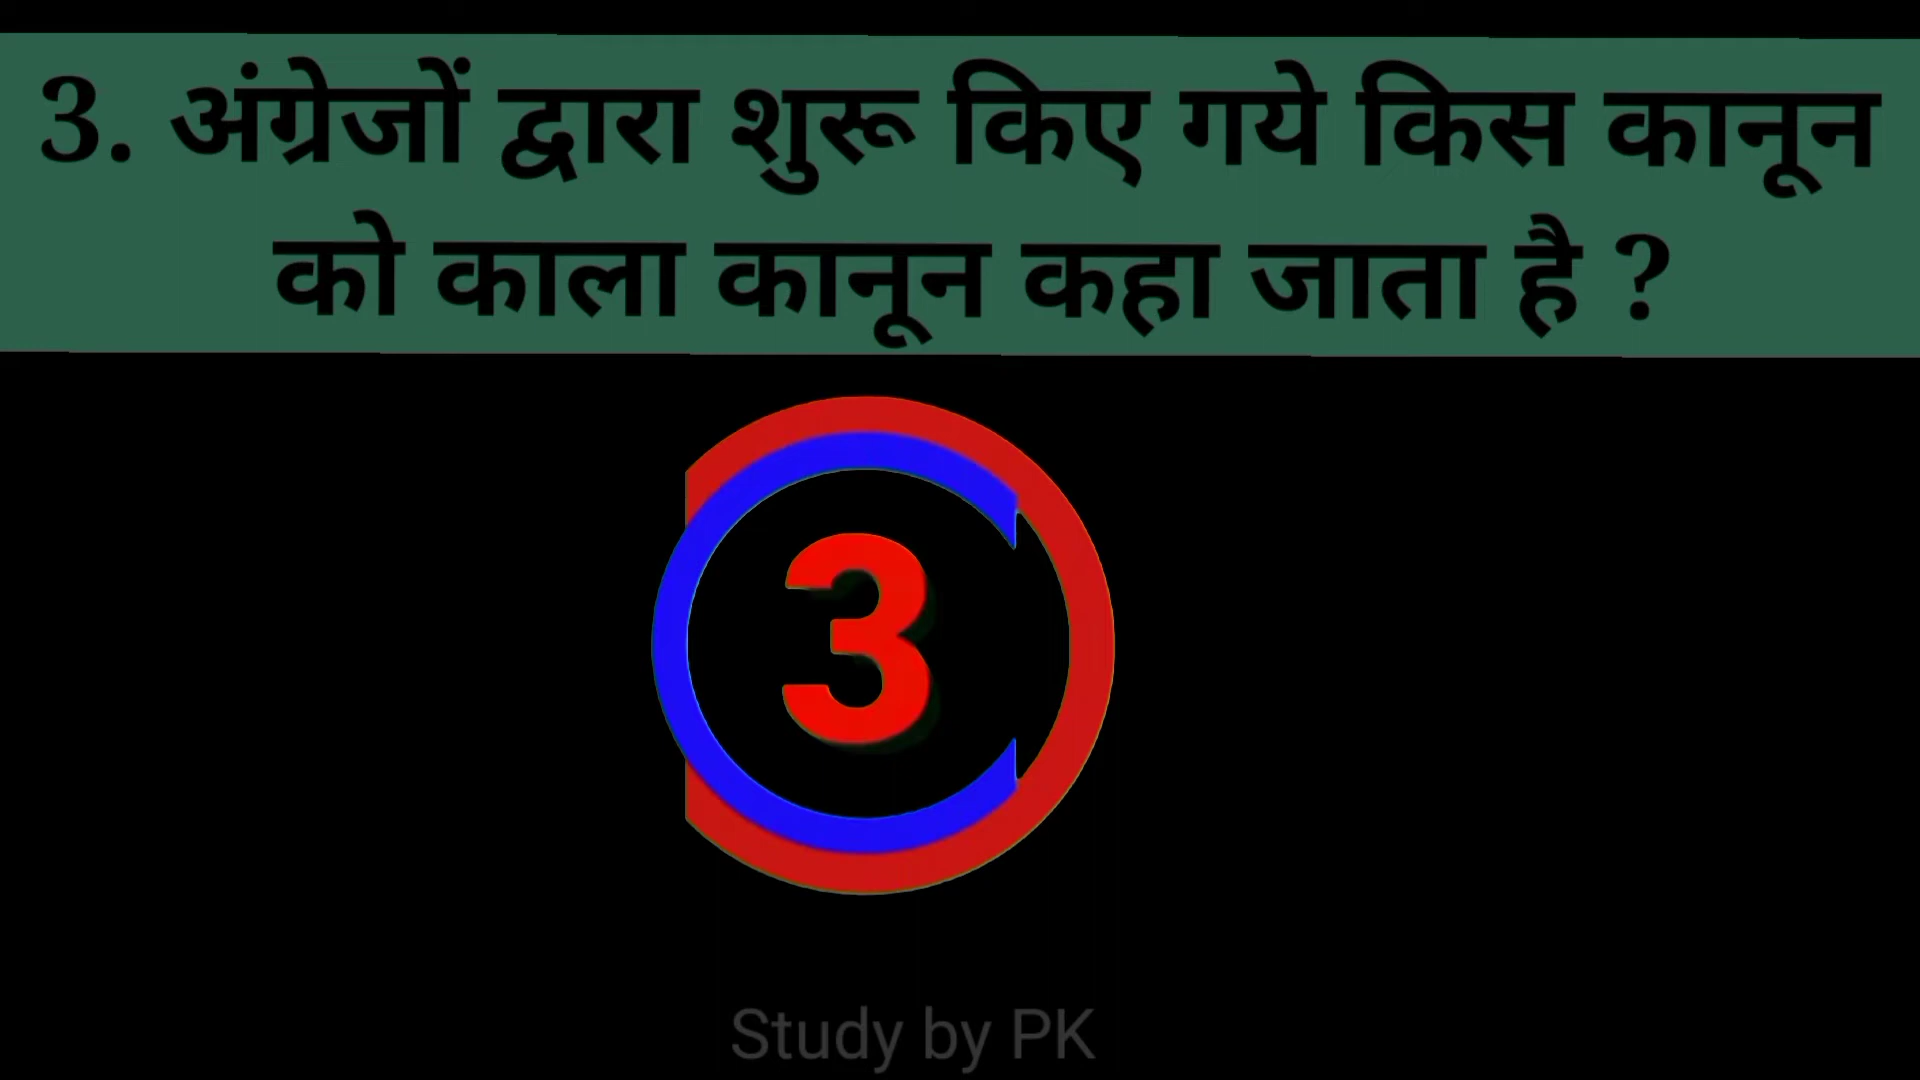 3. अंग्रेजों द्वारा शुरू किए गये किस कानून
को काला कानून कहा जाता है ?
3
Study by PK